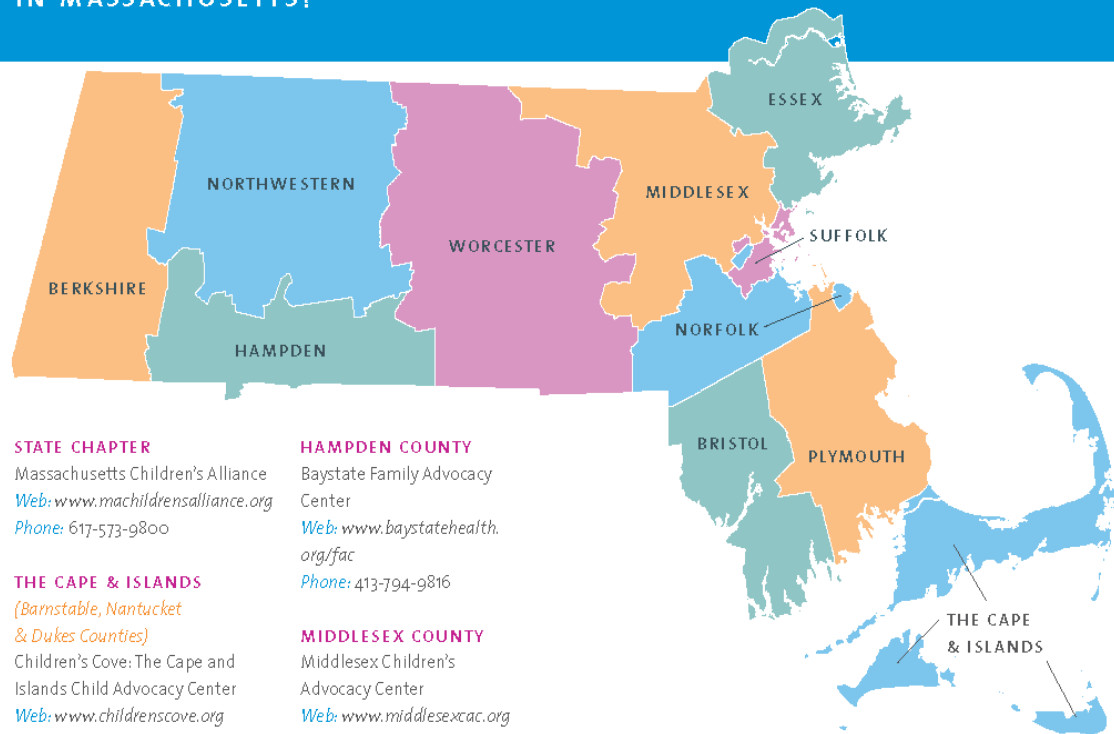 IN MASSACHUSETTS?
ESSEX
NORTHWESTERN
MIDDLESEX
SUFFOLK
WORCESTER
BERKSHIRE
NORFOLK
HAMPDEN
BRISTOL
PLYMOUTH
THE CAPE
& ISLANDS
STATE CHAPTER
Massachusetts Children's Alliance
Web: www.machildrensalliance.org
Phone: 617-573-9800
THE CAPE & ISLANDS
(Barnstable, Nantucket
& Dukes Counties)
Children's Cove: The Cape and
Islands Child Advocacy Center
Web: www.childrenscove.org
HAMPDEN COUNTY
Baystate Family Advocacy
Center
Web: www.baystatehealth.
org/fac
Phone: 413-794-9816
MIDDLESEX COUNTY
Middlesex Children's
Advocacy Center
Web: www.middlesexcac.org